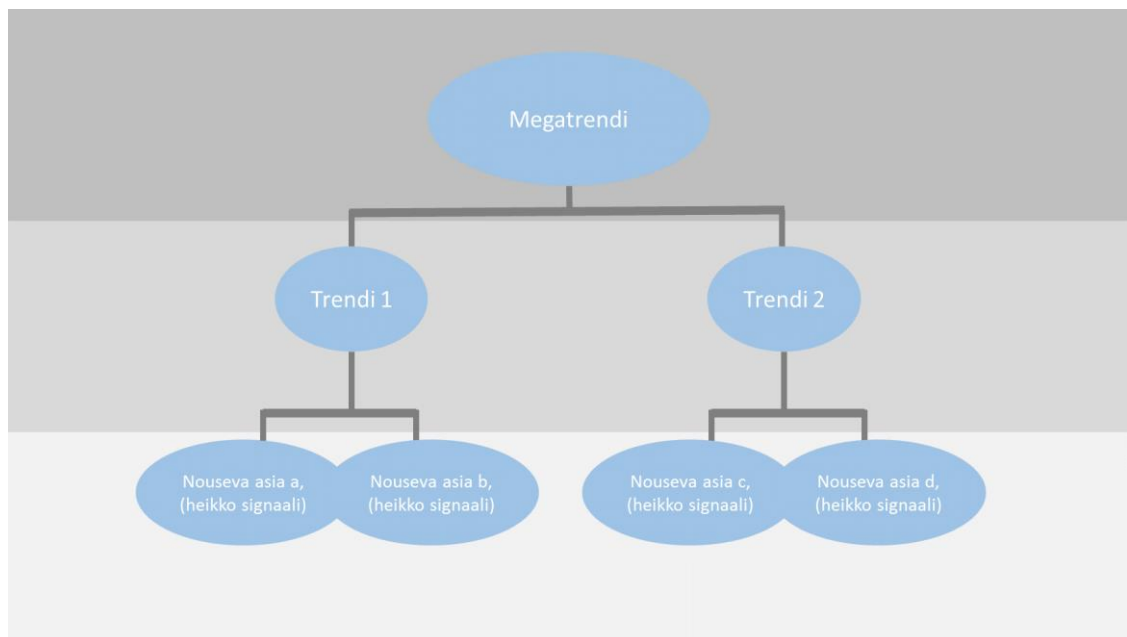 Megatrendi
Trendi 1
Trendi 2
Nouseva asia a,
(heikko signaali)
Nouseva asia b,
(heikko signaali)
Nouseva asia c,
(heikko signaali)
Nouseva asia d,
(heikko signaali)